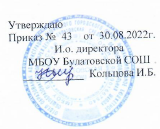 Утверждаю
Приказ № 43 от 30.08.2022г.
И.о. директора
МБОУ Булатовской СОШ
Кольцова И.Б.